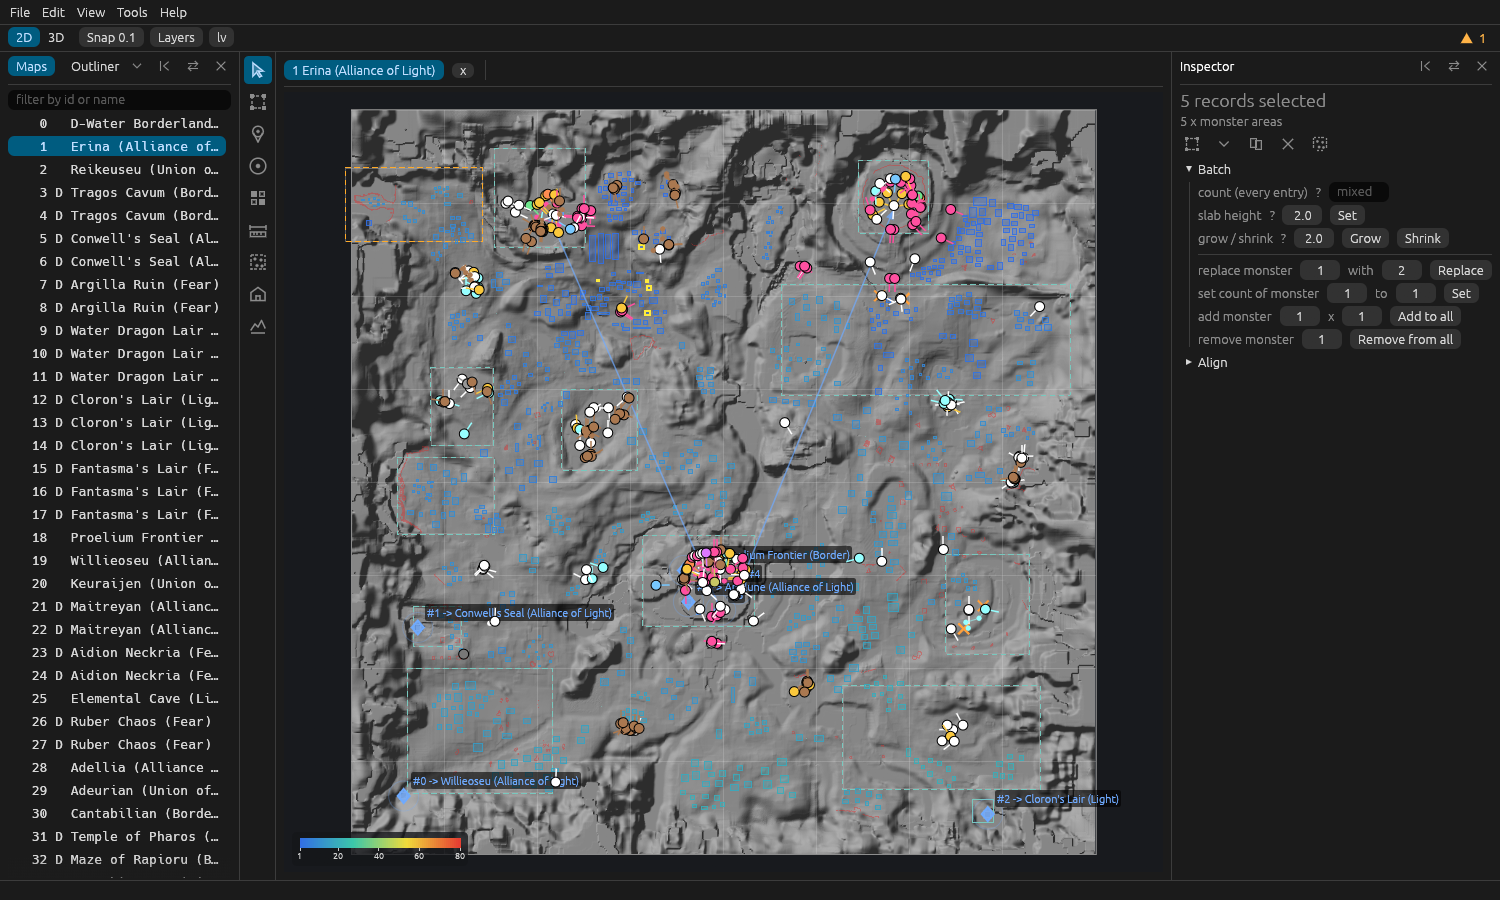 File Edit View Tools Help
2D 3D Snap 0.1 Layers lv 1
Maps Outliner
1 Erina (Alliance of Light) x
Inspector
filter by id or name
0 D-Water Borderland…
1 Erina (Alliance of…
2 Reikeuseu (Union o…
3 D Tragos Cavum (Bord…
4 D Tragos Cavum (Bord…
5 D Conwell's Seal (Al…
6 D Conwell's Seal (Al…
7 D Argilla Ruin (Fear)
8 D Argilla Ruin (Fear)
9 D Water Dragon Lair …
10 D Water Dragon Lair …
11 D Water Dragon Lair …
12 D Cloron's Lair (Lig…
13 D Cloron's Lair (Lig…
14 D Cloron's Lair (Lig…
15 D Fantasma's Lair (F…
16 D Fantasma's Lair (F…
17 D Fantasma's Lair (F…
18 Proelium Frontier …
19 Willieoseu (Allian…
20 Keuraijen (Union o…
21 D Maitreyan (Allianc…
22 D Maitreyan (Allianc…
23 D Aidion Neckria (Fe…
24 D Aidion Neckria (Fe…
25 Elemental Cave (Li…
26 D Ruber Chaos (Fear)
27 D Ruber Chaos (Fear)
28 Adellia (Alliance …
29 Adeurian (Union of…
30 Cantabilian (Borde…
31 D Temple of Pharos (…
32 D Maze of Rapioru (B…
um Frontier (Border)
une (Alliance of Light)
#1 -> Conwell's Seal (Alliance of Light)
#0 -> Willieoseu (Alliance of Light)
#2 -> Cloron's Lair (Light)
1 20 40 60 80
5 records selected
5 x monster areas
Batch
count (every entry) ? mixed
slab height ? 2.0 Set
grow / shrink ? 2.0 Grow Shrink
replace monster 1 with 2 Replace
set count of monster 1 to 1 Set
add monster 1 x 1 Add to all
remove monster 1 Remove from all
Align